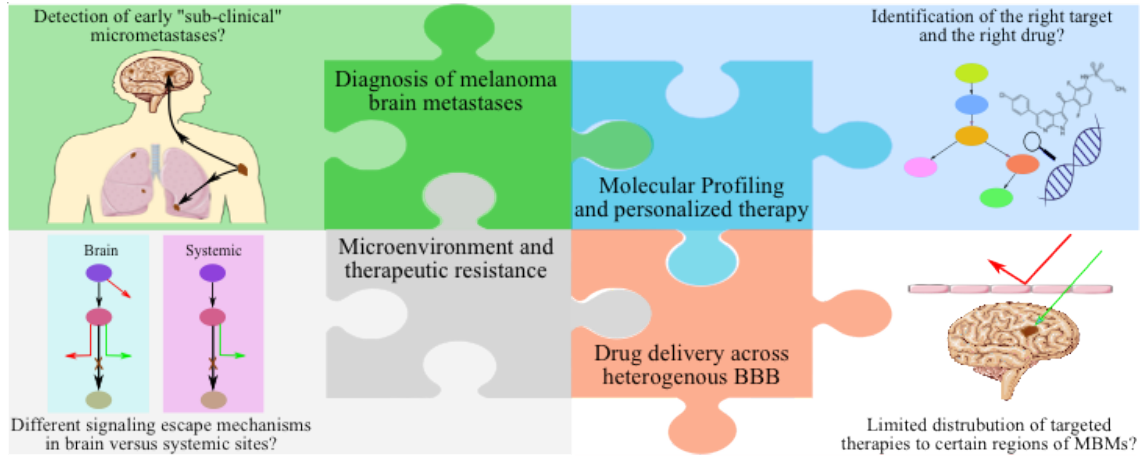 Detection of early "sub-clinical"
micrometastases?
Diagnosis of melanoma
brain metastases
Identification of the right target
and the right drug?
Molecular Profiling
and personalized therapy
Brain
Systemic
Different signaling escape mechanisms
in brain versus systemic sites?
Microenvironment and
therapeutic resistance
Drug delivery across
heterogenous BBB
Limited distrubution of targeted
therapies to certain regions of MBMs?